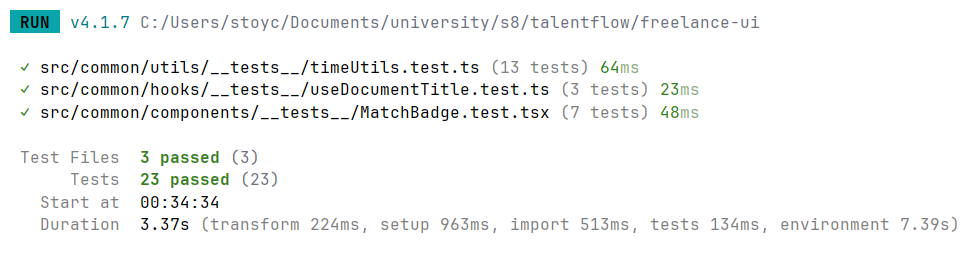 RUN v4.1.7 C:/Users/stoyc/Documents/university/s8/talentflow/freelance-ui
✓ src/common/utils/__tests__/timeUtils.test.ts (13 tests) 64ms
✓ src/common/hooks/__tests__/useDocumentTitle.test.ts (3 tests) 23ms
✓ src/common/components/__tests__/MatchBadge.test.tsx (7 tests) 48ms
Test Files 3 passed (3)
Tests 23 passed (23)
Start at 00:34:34
Duration 3.37s (transform 224ms, setup 963ms, import 513ms, tests 134ms, environment 7.39s)